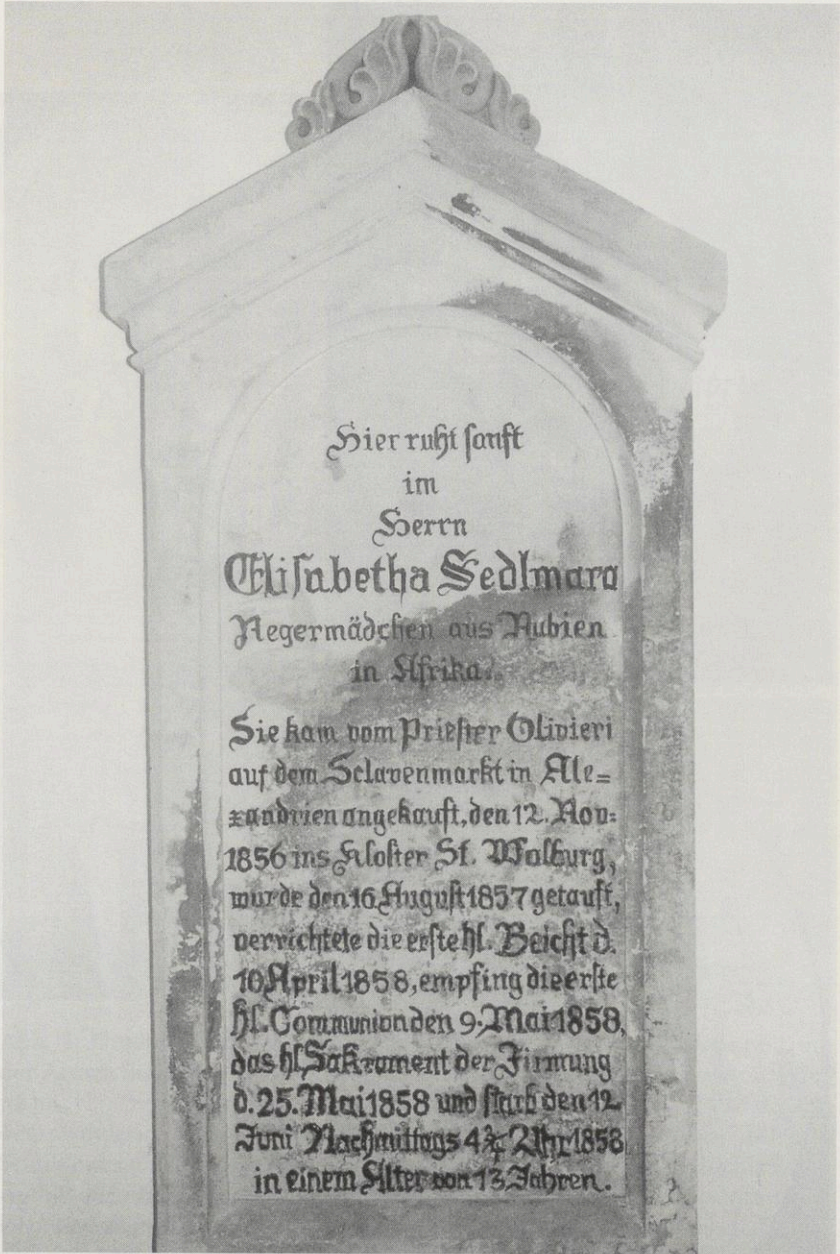 Hier ruht sanft
im
Herrn
Elisabetha Sedlmara
Negermädchen aus Nubien
in Afrika.
Sie kam vom Priester Olivieri
auf dem Sclavenmarkt in Ale=
xandrien angekauft, den 12. Nov:
1856 ins Kloster St. Walburg,
wurde den 16 August 1857 getauft,
verrichtete die erste hl. Beicht d.
10 April 1858, empfing die erste
hl. Communion den 9. Mai 1858,
das hl. Sakrament der Firmung
d. 25. Mai 1858 und starb den 12.
Juni Nachmittags 4¾ Uhr 1858
in einem Alter von 13 Jahren.